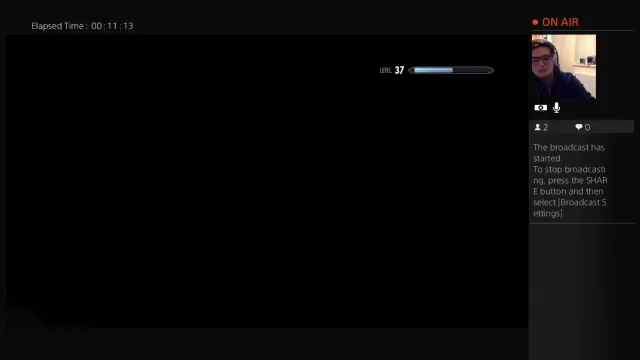 Elapsed Time : 00:11:13
ON AIR
LEVEL 37
2 0
The broadcast has
started.
To stop broadcasti
ng, press the SHAR
E button and then
select [Broadcast S
ettings].